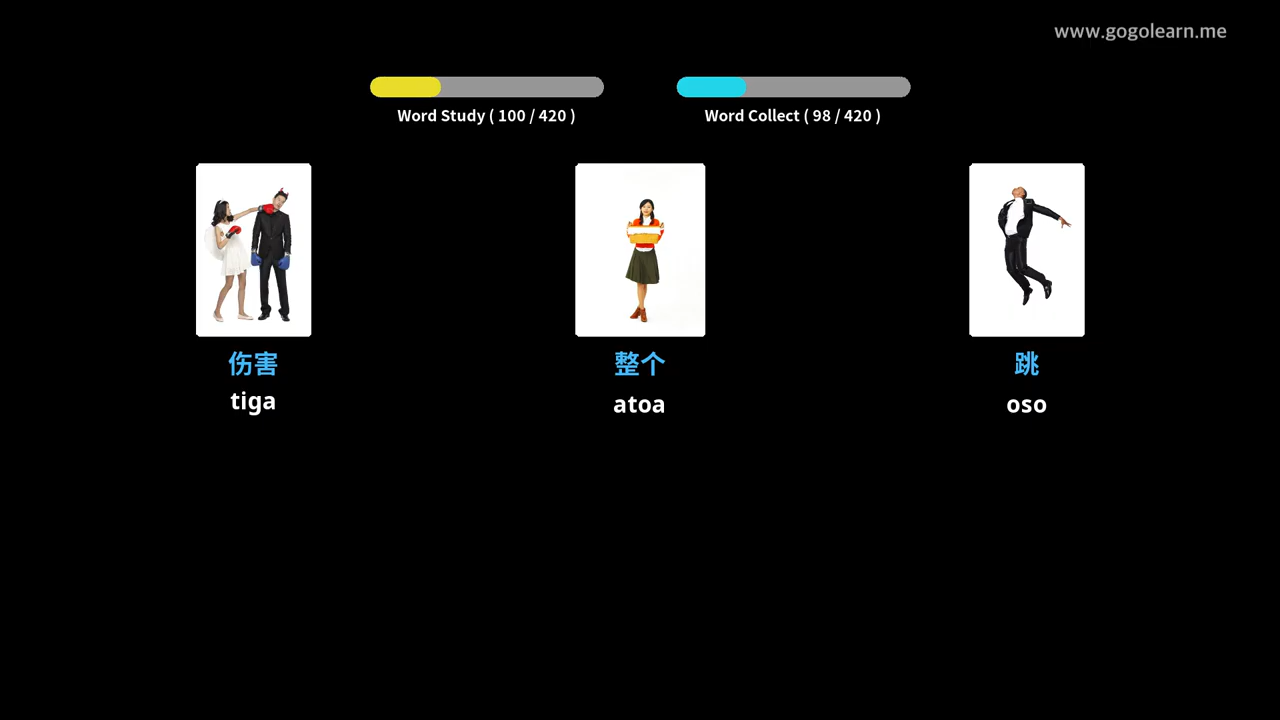 www.gogolearn.me
Word Study ( 100 / 420 )
Word Collect ( 98 / 420 )
伤害
tiga
整个
atoa
跳
oso